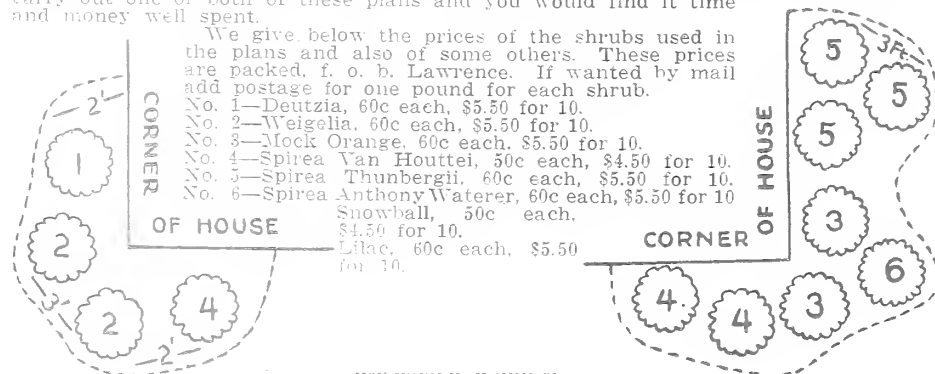 carry out one or both of these plans and you would find it time
and money well spent.
We give below the prices of the shrubs used in
the plans and also of some others. These prices
are packed, f. o. b. Lawrence. If wanted by mail
add postage for one pound for each shrub.
No. 1—Deutzia, 60c each, $5.50 for 10.
No. 2—Weigelia, 60c each, $5.50 for 10.
No. 3—Mock Orange, 60c each. $5.50 for 10.
No. 4—Spirea Van Houttei, 50c each, $4.50 for 10.
No. 5—Spirea Thunbergii, 60c each, $5.50 for 10.
No. 6—Spirea Anthony Waterer, 60c each, $5.50 for 10
Snowball, 50c each,
$4.50 for 10.
Lilac, 60c each, $5.50
for 10.
2'
1
2
3'
2
2'
4
CORNER
OF HOUSE
5
3Ft.
5
5
3
6
3
4
4.
CORNER
OF HOUSE